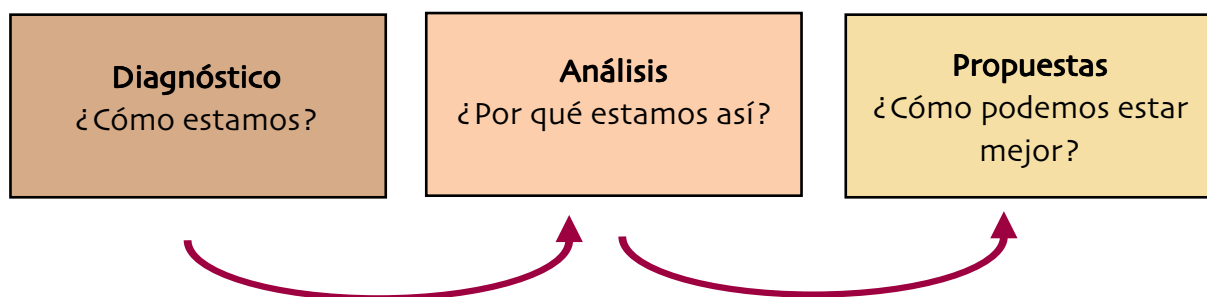 Diagnóstico
¿Cómo estamos?
Análisis
¿Por qué estamos así?
Propuestas
¿Cómo podemos estar
mejor?